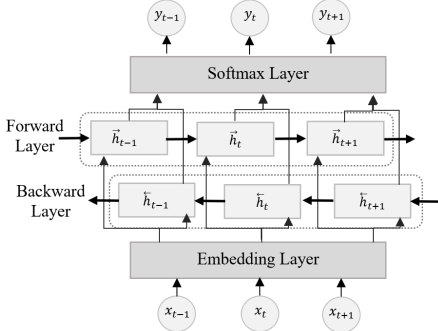 y_{t−1} y_t y_{t+1}
Softmax Layer
Forward
Layer
h⃗_{t−1} h⃗_t h⃗_{t+1}
Backward
Layer
h⃖_{t−1} h⃖_t h⃖_{t+1}
Embedding Layer
x_{t−1} x_t x_{t+1}